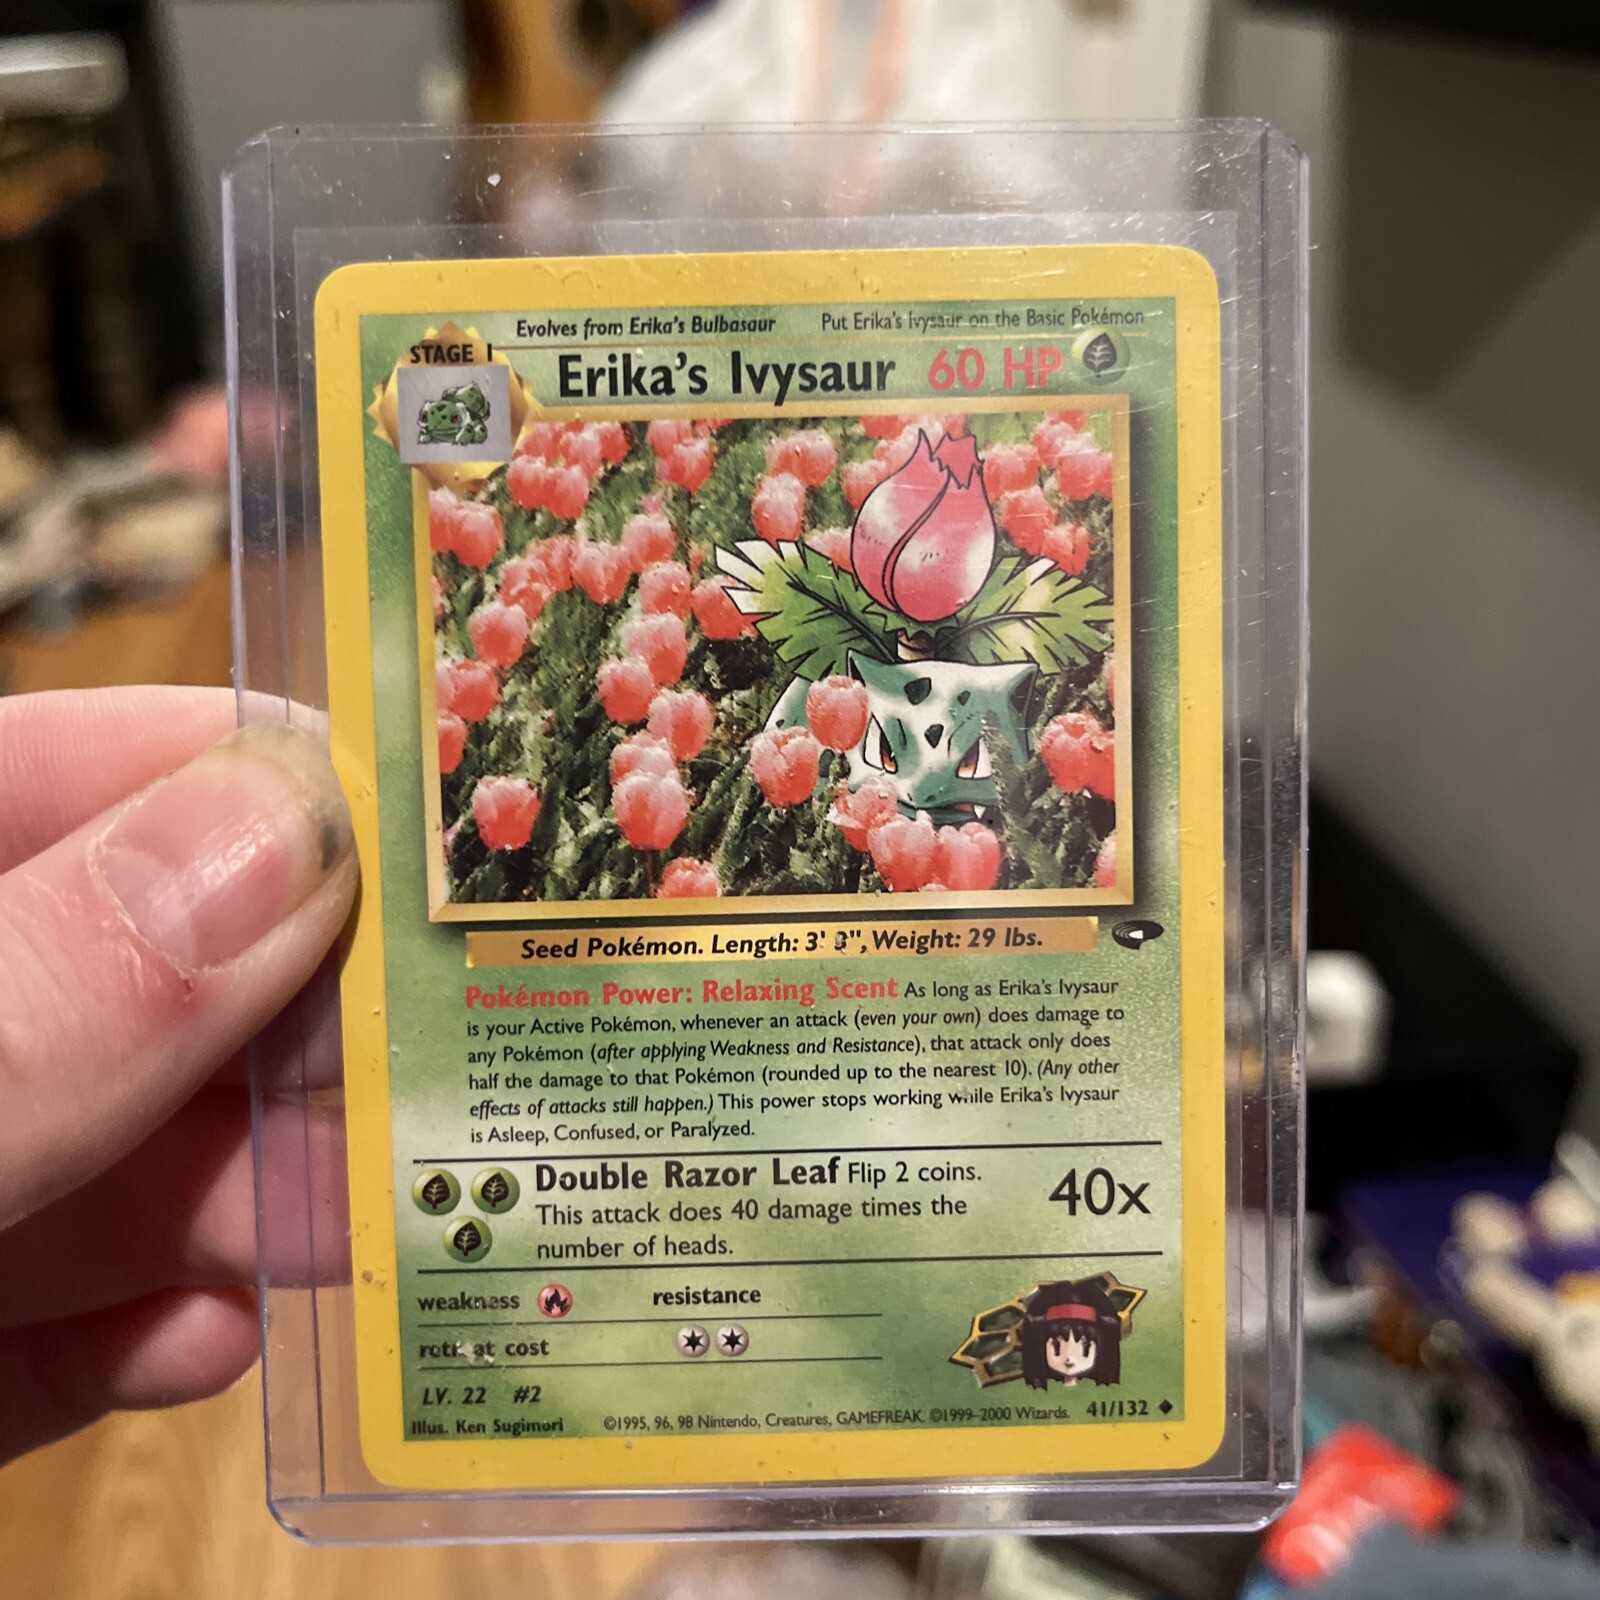 Evolves from Erika's Bulbasaur Put Erika's Ivysaur on the Basic Pokémon
STAGE 1
Erika's Ivysaur 60 HP
Seed Pokémon. Length: 3' 3", Weight: 29 lbs.
Pokémon Power: Relaxing Scent As long as Erika's Ivysaur
is your Active Pokémon, whenever an attack (even your own) does damage to
any Pokémon (after applying Weakness and Resistance), that attack only does
half the damage to that Pokémon (rounded up to the nearest 10). (Any other
effects of attacks still happen.) This power stops working while Erika's Ivysaur
is Asleep, Confused, or Paralyzed.
Double Razor Leaf Flip 2 coins.
This attack does 40 damage times the
number of heads.
40x
weakness resistance
retreat cost
LV. 22 #2
Illus. Ken Sugimori ©1995, 96, 98 Nintendo, Creatures, GAMEFREAK. ©1999-2000 Wizards. 41/132